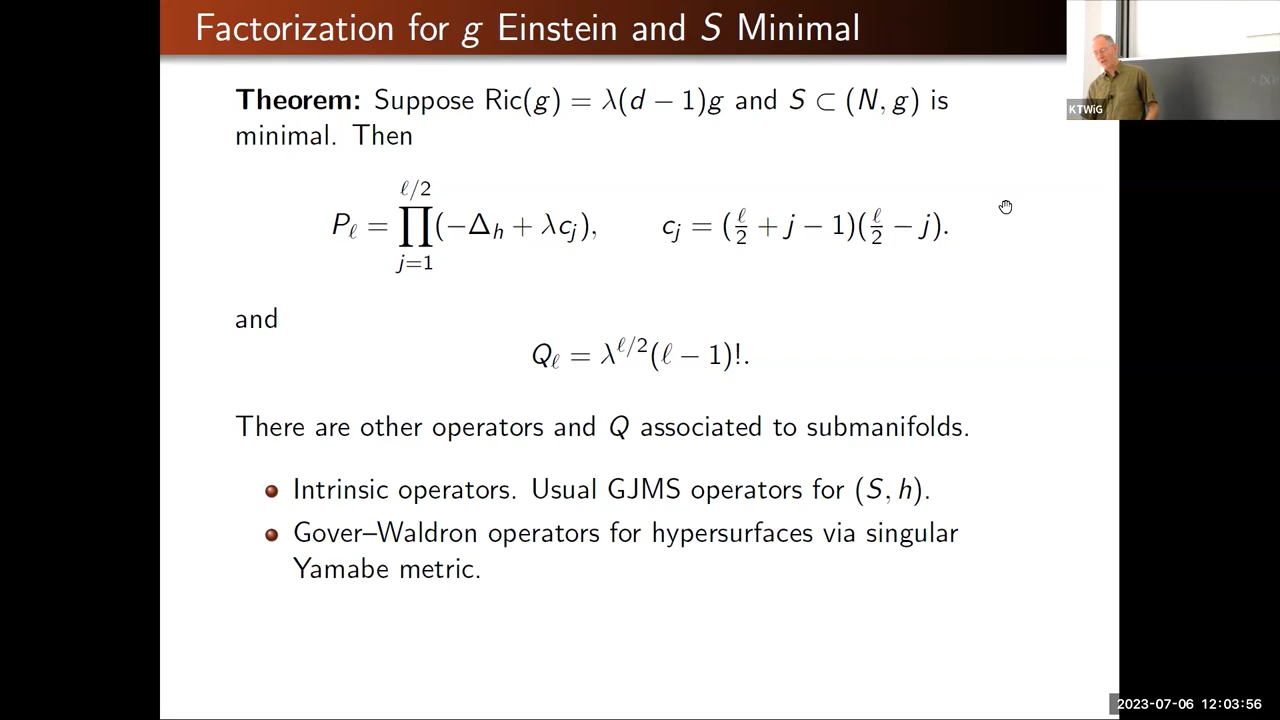 Factorization for g Einstein and S Minimal
KTWiG
Theorem: Suppose Ric(g) = λ(d − 1)g and S ⊂ (N, g) is
minimal. Then
P_ℓ = ∏_{j=1}^{ℓ/2} (−Δ_h + λc_j),    c_j = (ℓ/2 + j − 1)(ℓ/2 − j).
and
Q_ℓ = λ^{ℓ/2}(ℓ − 1)!.
There are other operators and Q associated to submanifolds.
Intrinsic operators. Usual GJMS operators for (S, h).
Gover–Waldron operators for hypersurfaces via singular
Yamabe metric.
2023-07-06 12:03:56